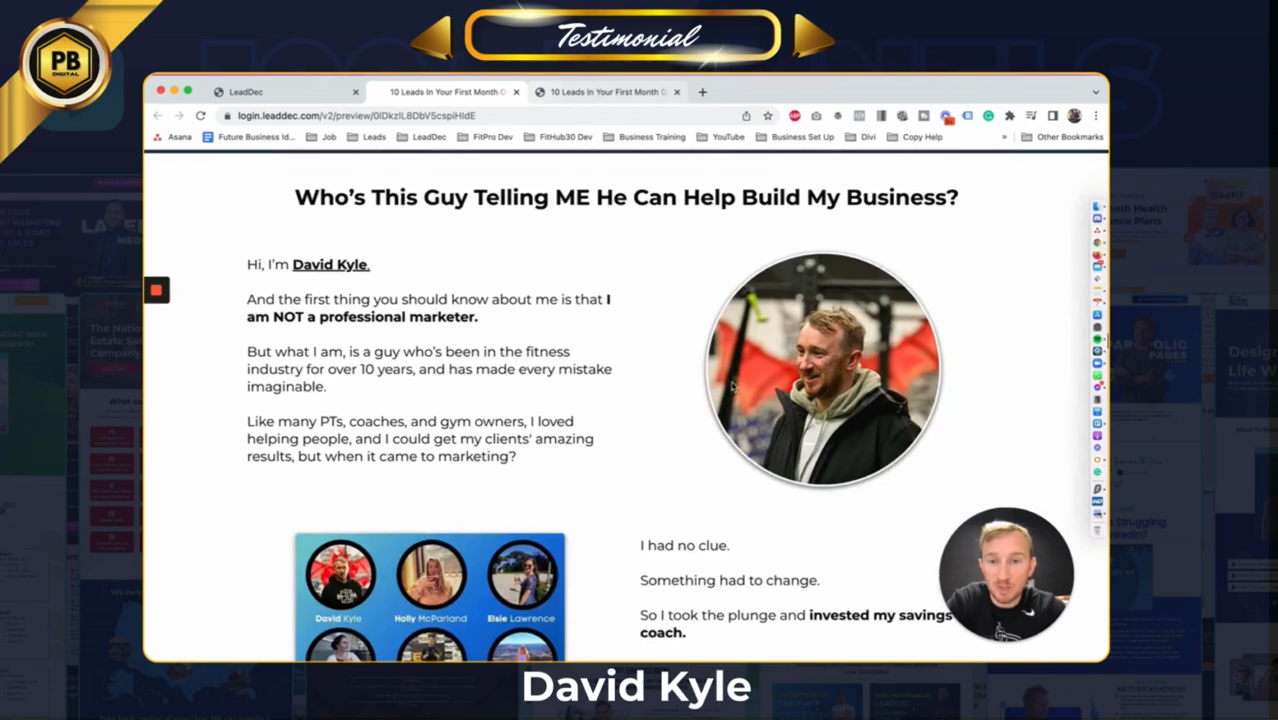 Testimonial
PB
DIGITAL
LeadDec
10 Leads In Your First Month G
10 Leads In Your First Month G
login.leaddec.com/v2/preview/0IDkzIL8DbV5cspiHIdE
Asana
Future Business Id...
Job
Leads
LeadDec
FitPro Dev
FitHub30 Dev
Business Training
YouTube
Business Set Up
Divi
Copy Help
»
Other Bookmarks
Who's This Guy Telling ME He Can Help Build My Business?
Hi, I'm David Kyle.
And the first thing you should know about me is that I
am NOT a professional marketer.
But what I am, is a guy who's been in the fitness
industry for over 10 years, and has made every mistake
imaginable.
Like many PTs, coaches, and gym owners, I loved
helping people, and I could get my clients' amazing
results, but when it came to marketing?
David Kyle
Holly McParland
Elsie Lawrence
I had no clue.
Something had to change.
So I took the plunge and invested my savings
coach.
David Kyle